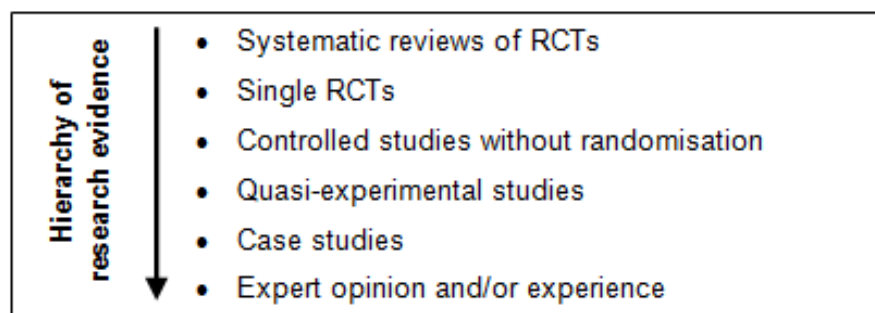 Hierarchy of
research evidence
• Systematic reviews of RCTs
• Single RCTs
• Controlled studies without randomisation
• Quasi-experimental studies
• Case studies
• Expert opinion and/or experience